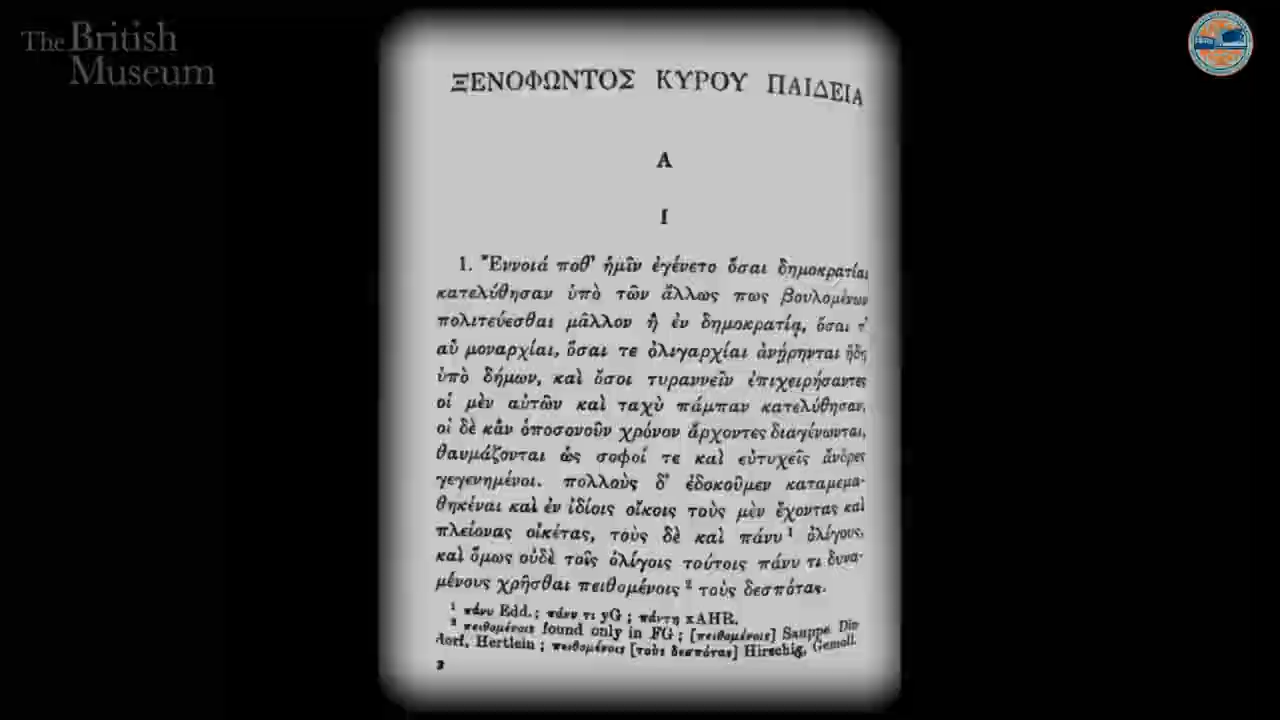 The British
Museum
ΞΕΝΟΦΩΝΤΟΣ ΚΥΡΟΥ ΠΑΙΔΕΙΑ
Α
I
1. Ἔννοιά ποθ' ἡμῖν ἐγένετο ὅσαι δημοκρατίαι
κατελύθησαν ὑπὸ τῶν ἄλλως πως βουλομένων
πολιτεύεσθαι μᾶλλον ἢ ἐν δημοκρατίᾳ, ὅσαι τ'
αὖ μοναρχίαι, ὅσαι τε ὀλιγαρχίαι ἀνῄρηνται ἤδη
ὑπὸ δήμων, καὶ ὅσοι τυραννεῖν ἐπιχειρήσαντες
οἱ μὲν αὐτῶν καὶ ταχὺ πάμπαν κατελύθησαν,
οἱ δὲ κἂν ὁποσονοῦν χρόνον ἄρχοντες διαγένωνται,
θαυμάζονται ὡς σοφοί τε καὶ εὐτυχεῖς ἄνδρες
γεγενημένοι. πολλοὺς δ' ἐδοκοῦμεν καταμεμα-
θηκέναι καὶ ἐν ἰδίοις οἴκοις τοὺς μὲν ἔχοντας καὶ
πλείονας οἰκέτας, τοὺς δὲ καὶ πάνυ¹ ὀλίγους,
καὶ ὅμως οὐδὲ τοῖς ὀλίγοις τούτοις πάνυ τι δυνα-
μένους χρῆσθαι πειθομένοις² τοὺς δεσπότας.
¹ πάνυ Edd.; πάνυ τι yG; πάντη xAHR.
² πειθομένοις found only in FG; [πειθομένοις] Sauppe, Din
dorf, Hertlein; πειθομένοις [τοὺς δεσπότας] Hirschig, Gemoll.